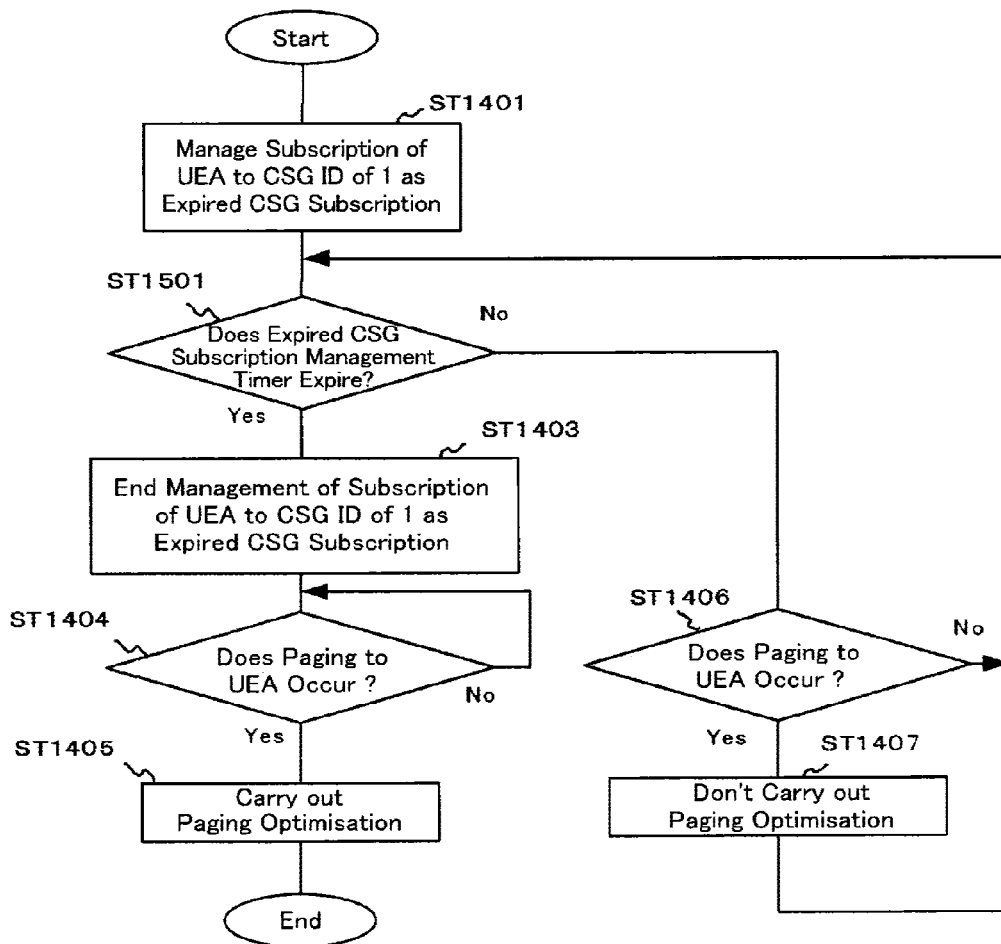 Start
ST1401
Manage Subscription of
UEA to CSG ID of 1 as
Expired CSG Subscription
ST1501
No
Does Expired CSG
Subscription Management
Timer Expire?
Yes
ST1403
End Management of Subscription
of UEA to CSG ID of 1 as
Expired CSG Subscription
ST1404
Does Paging to
UEA Occur ?
No
Yes
ST1405
Carry out
Paging Optimisation
End
ST1406
No
Does Paging to
UEA Occur ?
Yes
ST1407
Don't Carry out
Paging Optimisation